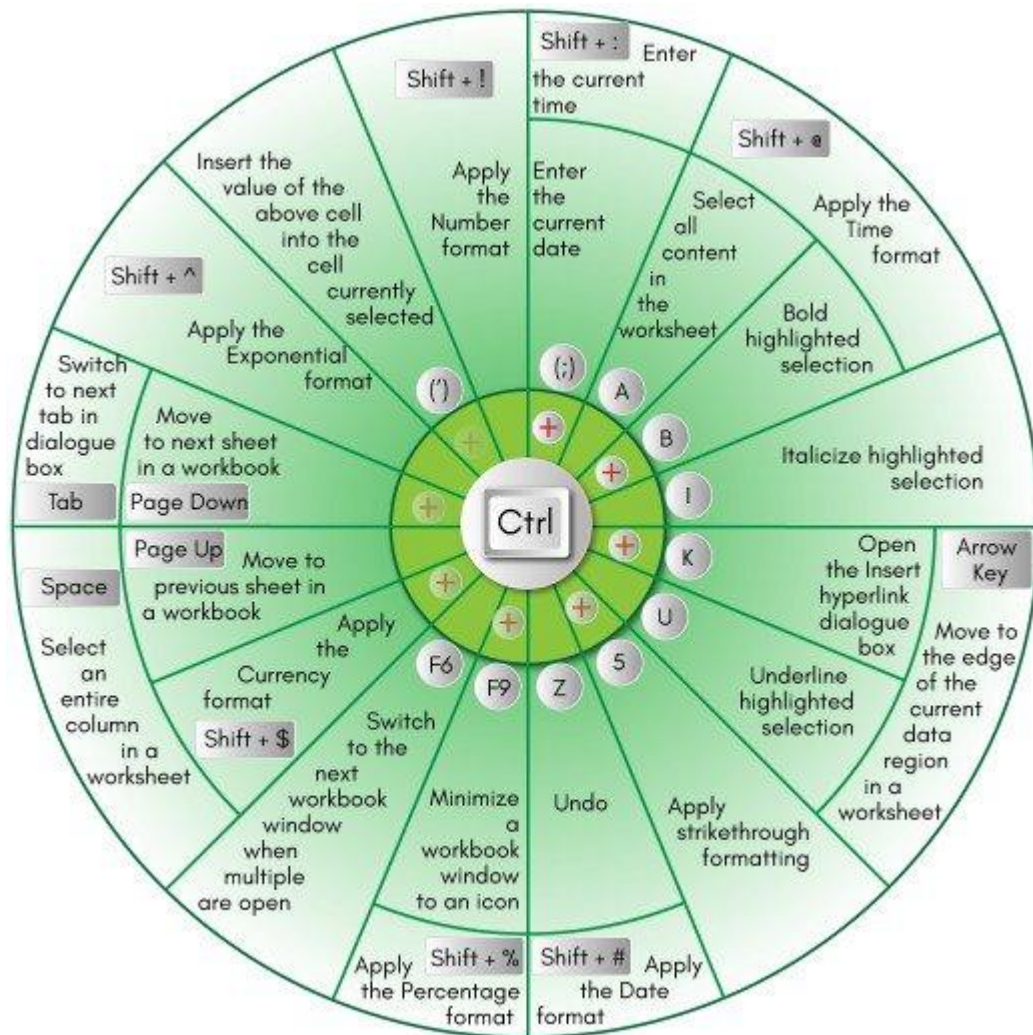 Shift + :
Enter
the current
time
Enter
the
current
date
(;)
Select
all
content
in
the
worksheet
A
Shift + @
Apply the
Time
format
Bold
highlighted
selection
B
Italicize highlighted
selection
I
Open
the Insert
hyperlink
dialogue
box
K
Arrow
Key
Move to
the edge
of the
current
data
region
in a
worksheet
Underline
highlighted
selection
U
Apply
strikethrough
formatting
5
Undo
Z
Shift + #
Apply
the Date
format
Minimize
a
workbook
window
to an icon
F9
Apply
Shift + %
the Percentage
format
Switch
to the
next
workbook
window
when
multiple
are open
F6
Apply
the
Currency
format
Shift + $
Page Up
Move to
previous sheet in
a workbook
Space
Select
an
entire
column
in a
worksheet
Switch
to next
tab in
dialogue
box
Tab
Move
to next sheet
in a workbook
Page Down
Shift + ^
Apply the
Exponential
format
Insert the
value of the
above cell
into the
cell
currently
selected
(')
Shift + !
Apply
the
Number
format
+
+
+
+
+
+
+
+
Ctrl